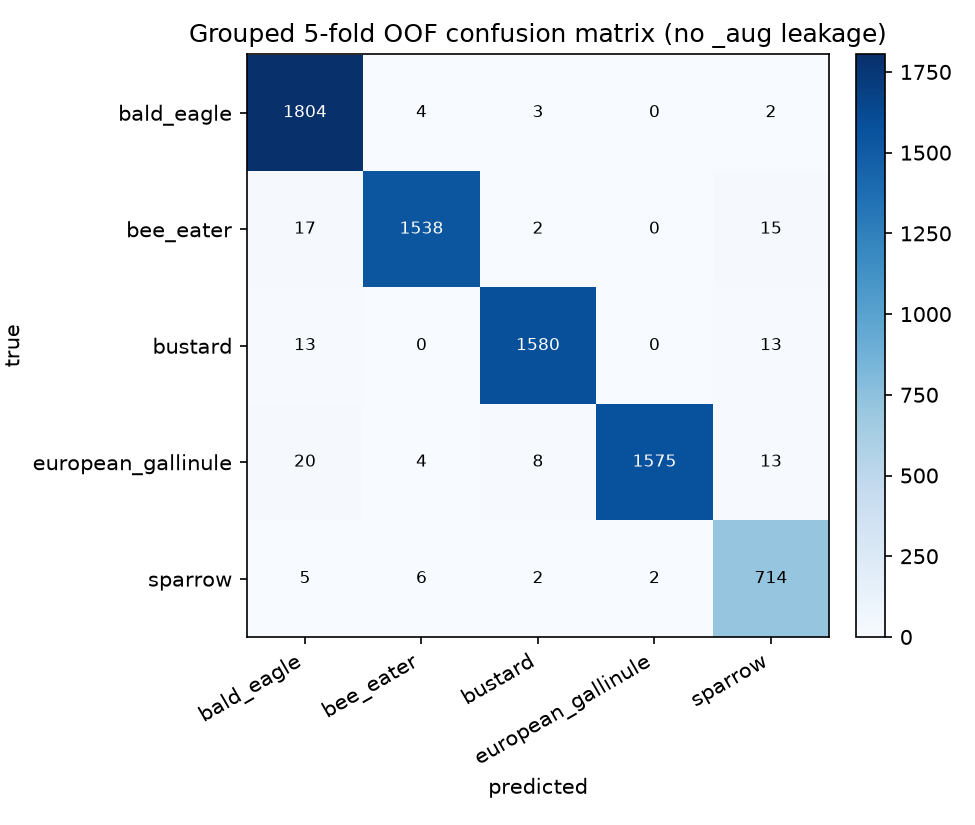 Grouped 5-fold OOF confusion matrix (no _aug leakage)
bald_eagle 1804 4 3 0 2
bee_eater 17 1538 2 0 15
bustard 13 0 1580 0 13
european_gallinule 20 4 8 1575 13
sparrow 5 6 2 2 714
true
bald_eagle
bee_eater
bustard
european_gallinule
sparrow
predicted
1750
1500
1250
1000
750
500
250
0